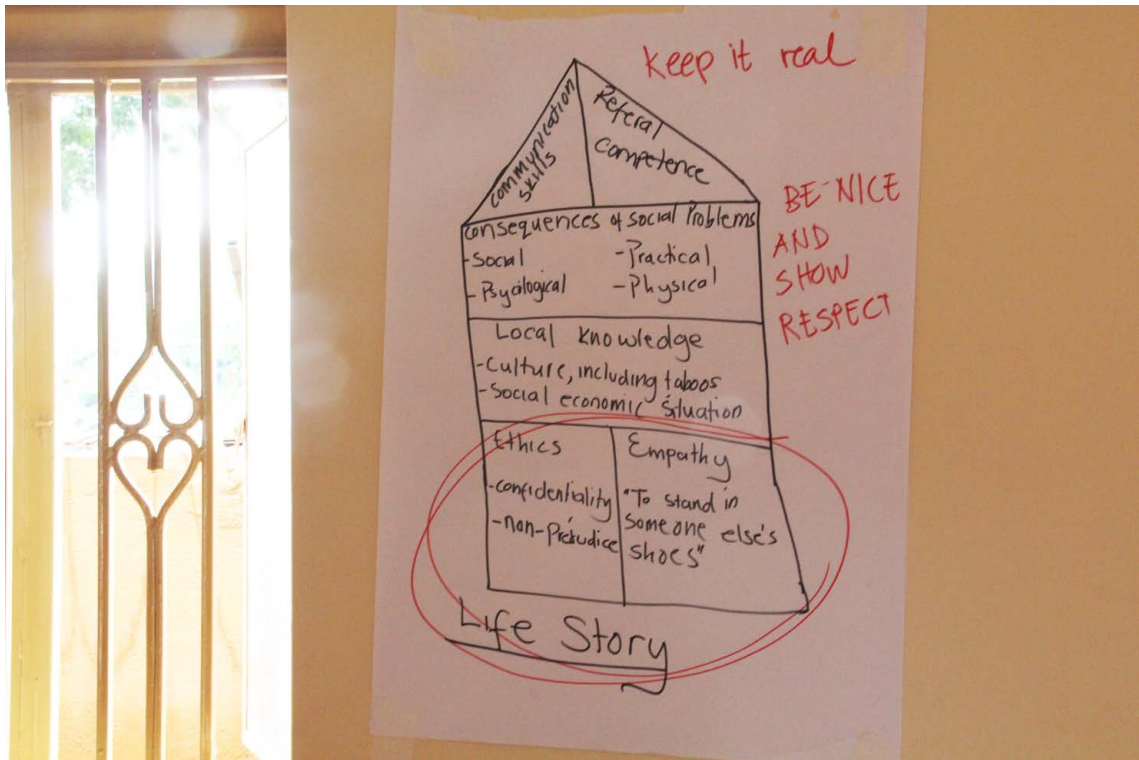 keep it real
communication
skills
Referal
competence
BE-NICE
AND
SHOW
RESPECT
Consequences of social Problems
-Social
-Practical
-Psycilogical
-Physical
Local knowledge
-Culture, including taboos
-Social economic situation
Ethics
-confidentiality
-non-Prejudice
Empathy
"To stand in
someone else's
shoes"
Life Story